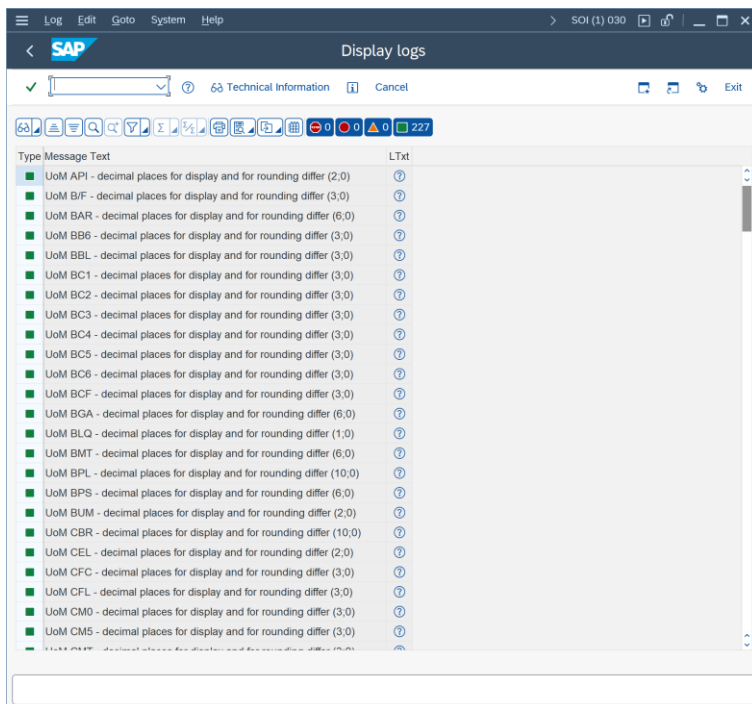 Log Edit Goto System Help SOI (1) 030
SAP Display logs
Technical Information Cancel Exit
0 0 0 227
Type Message Text LTxt
UoM API - decimal places for display and for rounding differ (2;0)
UoM B/F - decimal places for display and for rounding differ (3;0)
UoM BAR - decimal places for display and for rounding differ (6;0)
UoM BB6 - decimal places for display and for rounding differ (3;0)
UoM BBL - decimal places for display and for rounding differ (3;0)
UoM BC1 - decimal places for display and for rounding differ (3;0)
UoM BC2 - decimal places for display and for rounding differ (3;0)
UoM BC3 - decimal places for display and for rounding differ (3;0)
UoM BC4 - decimal places for display and for rounding differ (3;0)
UoM BC5 - decimal places for display and for rounding differ (3;0)
UoM BC6 - decimal places for display and for rounding differ (3;0)
UoM BCF - decimal places for display and for rounding differ (3;0)
UoM BGA - decimal places for display and for rounding differ (6;0)
UoM BLQ - decimal places for display and for rounding differ (1;0)
UoM BMT - decimal places for display and for rounding differ (6;0)
UoM BPL - decimal places for display and for rounding differ (10;0)
UoM BPS - decimal places for display and for rounding differ (6;0)
UoM BUM - decimal places for display and for rounding differ (2;0)
UoM CBR - decimal places for display and for rounding differ (10;0)
UoM CEL - decimal places for display and for rounding differ (2;0)
UoM CFC - decimal places for display and for rounding differ (3;0)
UoM CFL - decimal places for display and for rounding differ (3;0)
UoM CM0 - decimal places for display and for rounding differ (3;0)
UoM CM5 - decimal places for display and for rounding differ (3;0)